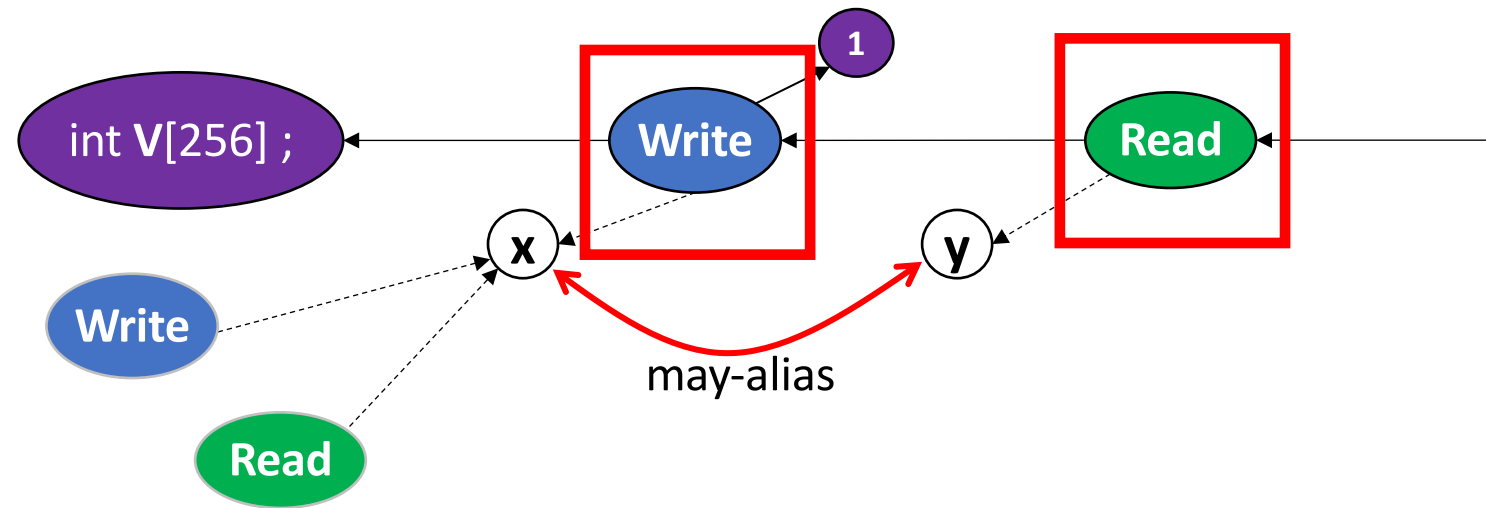 1
int V[256] ;
Write
Read
x
y
Write
may-alias
Read